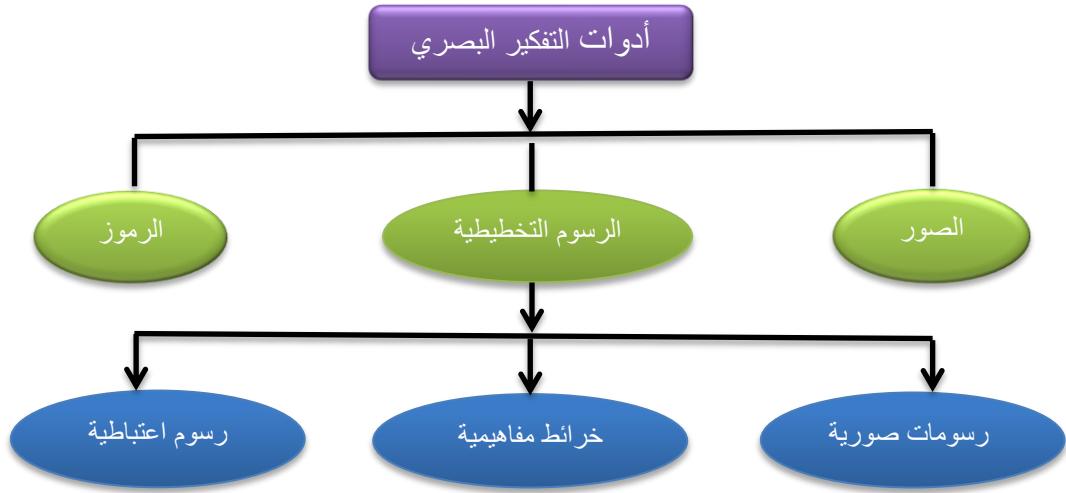 أدوات التفكير البصري
الصور
الرسوم التخطيطية
الرموز
رسومات صورية
خرائط مفاهيمية
رسوم اعتباطية